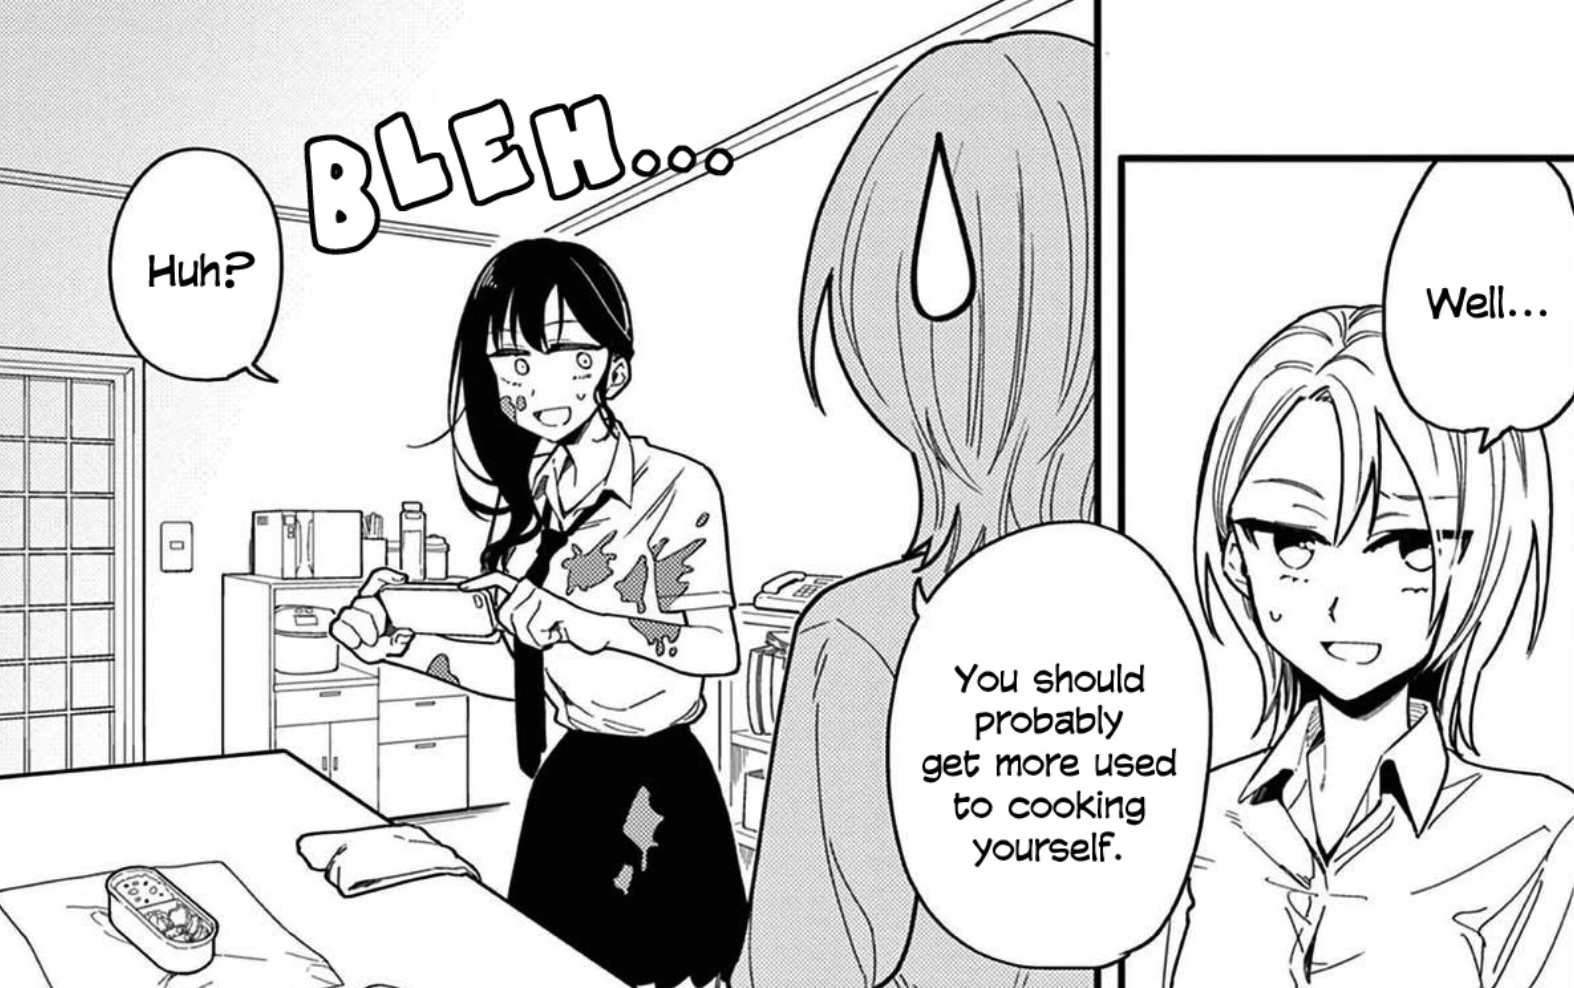 Well...
You should
probably
get more used
to cooking
yourself.
BLEH...
Huh?